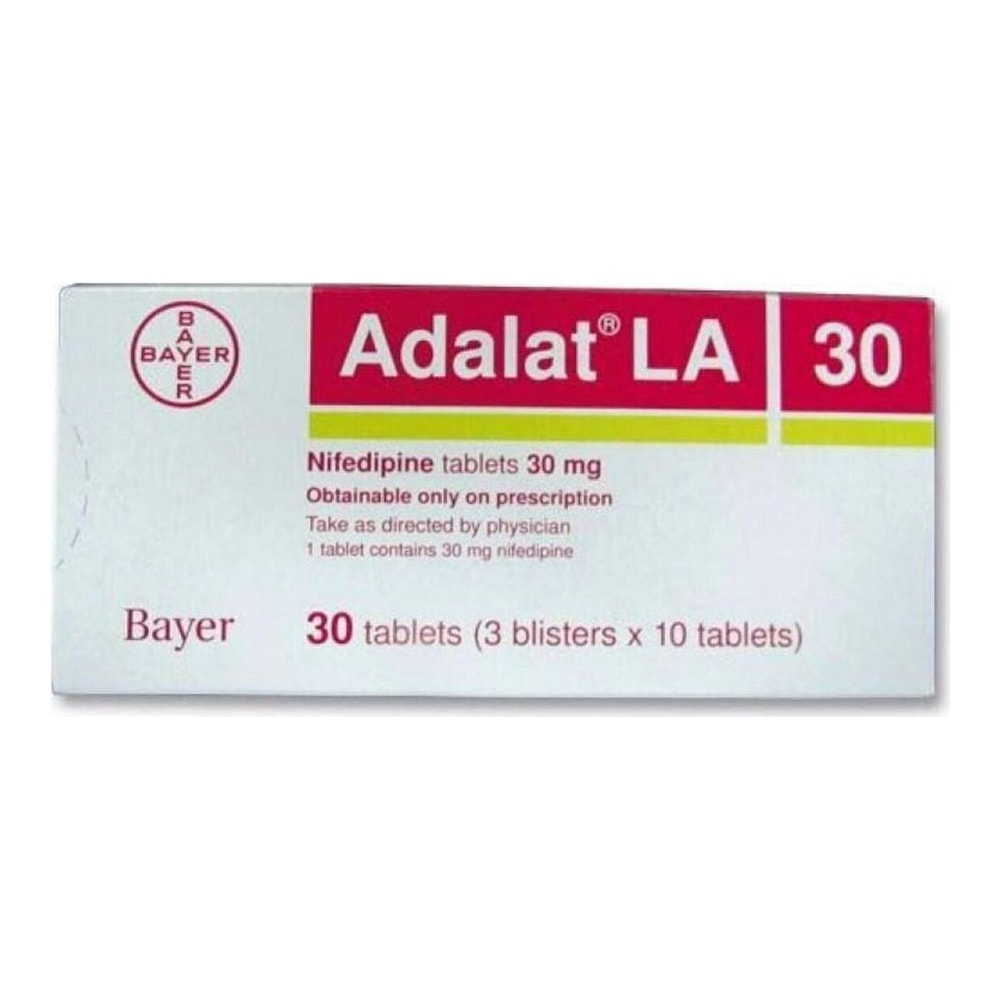 BAYER
BAYER
Adalat® LA 30
Nifedipine tablets 30 mg
Obtainable only on prescription
Take as directed by physician
1 tablet contains 30 mg nifedipine
Bayer
30 tablets (3 blisters x 10 tablets)